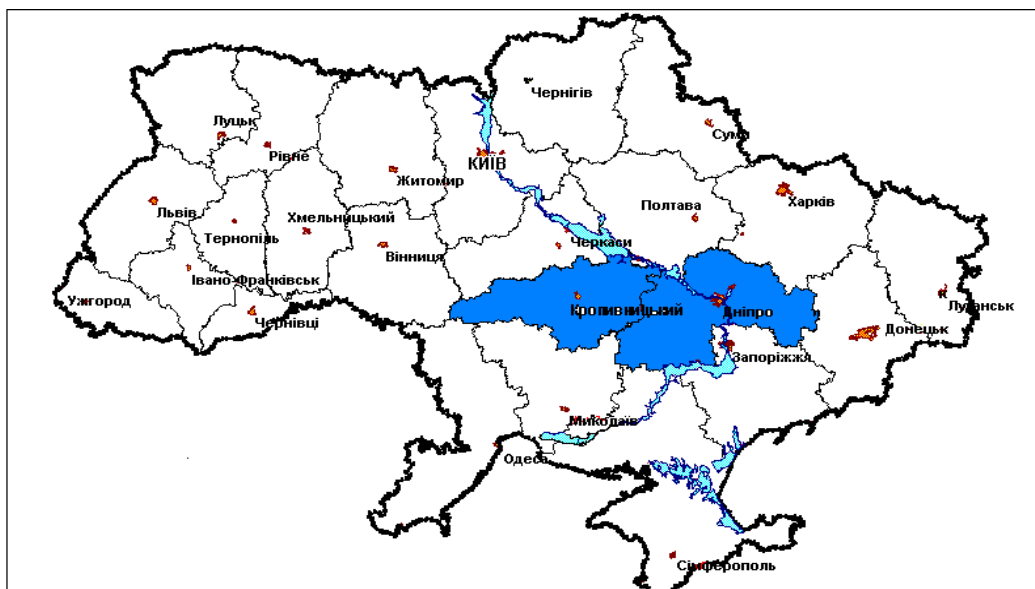 Чернігів
Луцьк
Суми
Рівне
КИЇВ
Житомир
Харків
Львів
Хмельницький
Полтава
Тернопіль
Черкаси
Вінниця
Івано-Франківськ
Ужгород
Луганськ
Кропивницький
Дніпро
Чернівці
Донецьк
Запоріжжя
Миколаїв
Одеса
Сімферополь